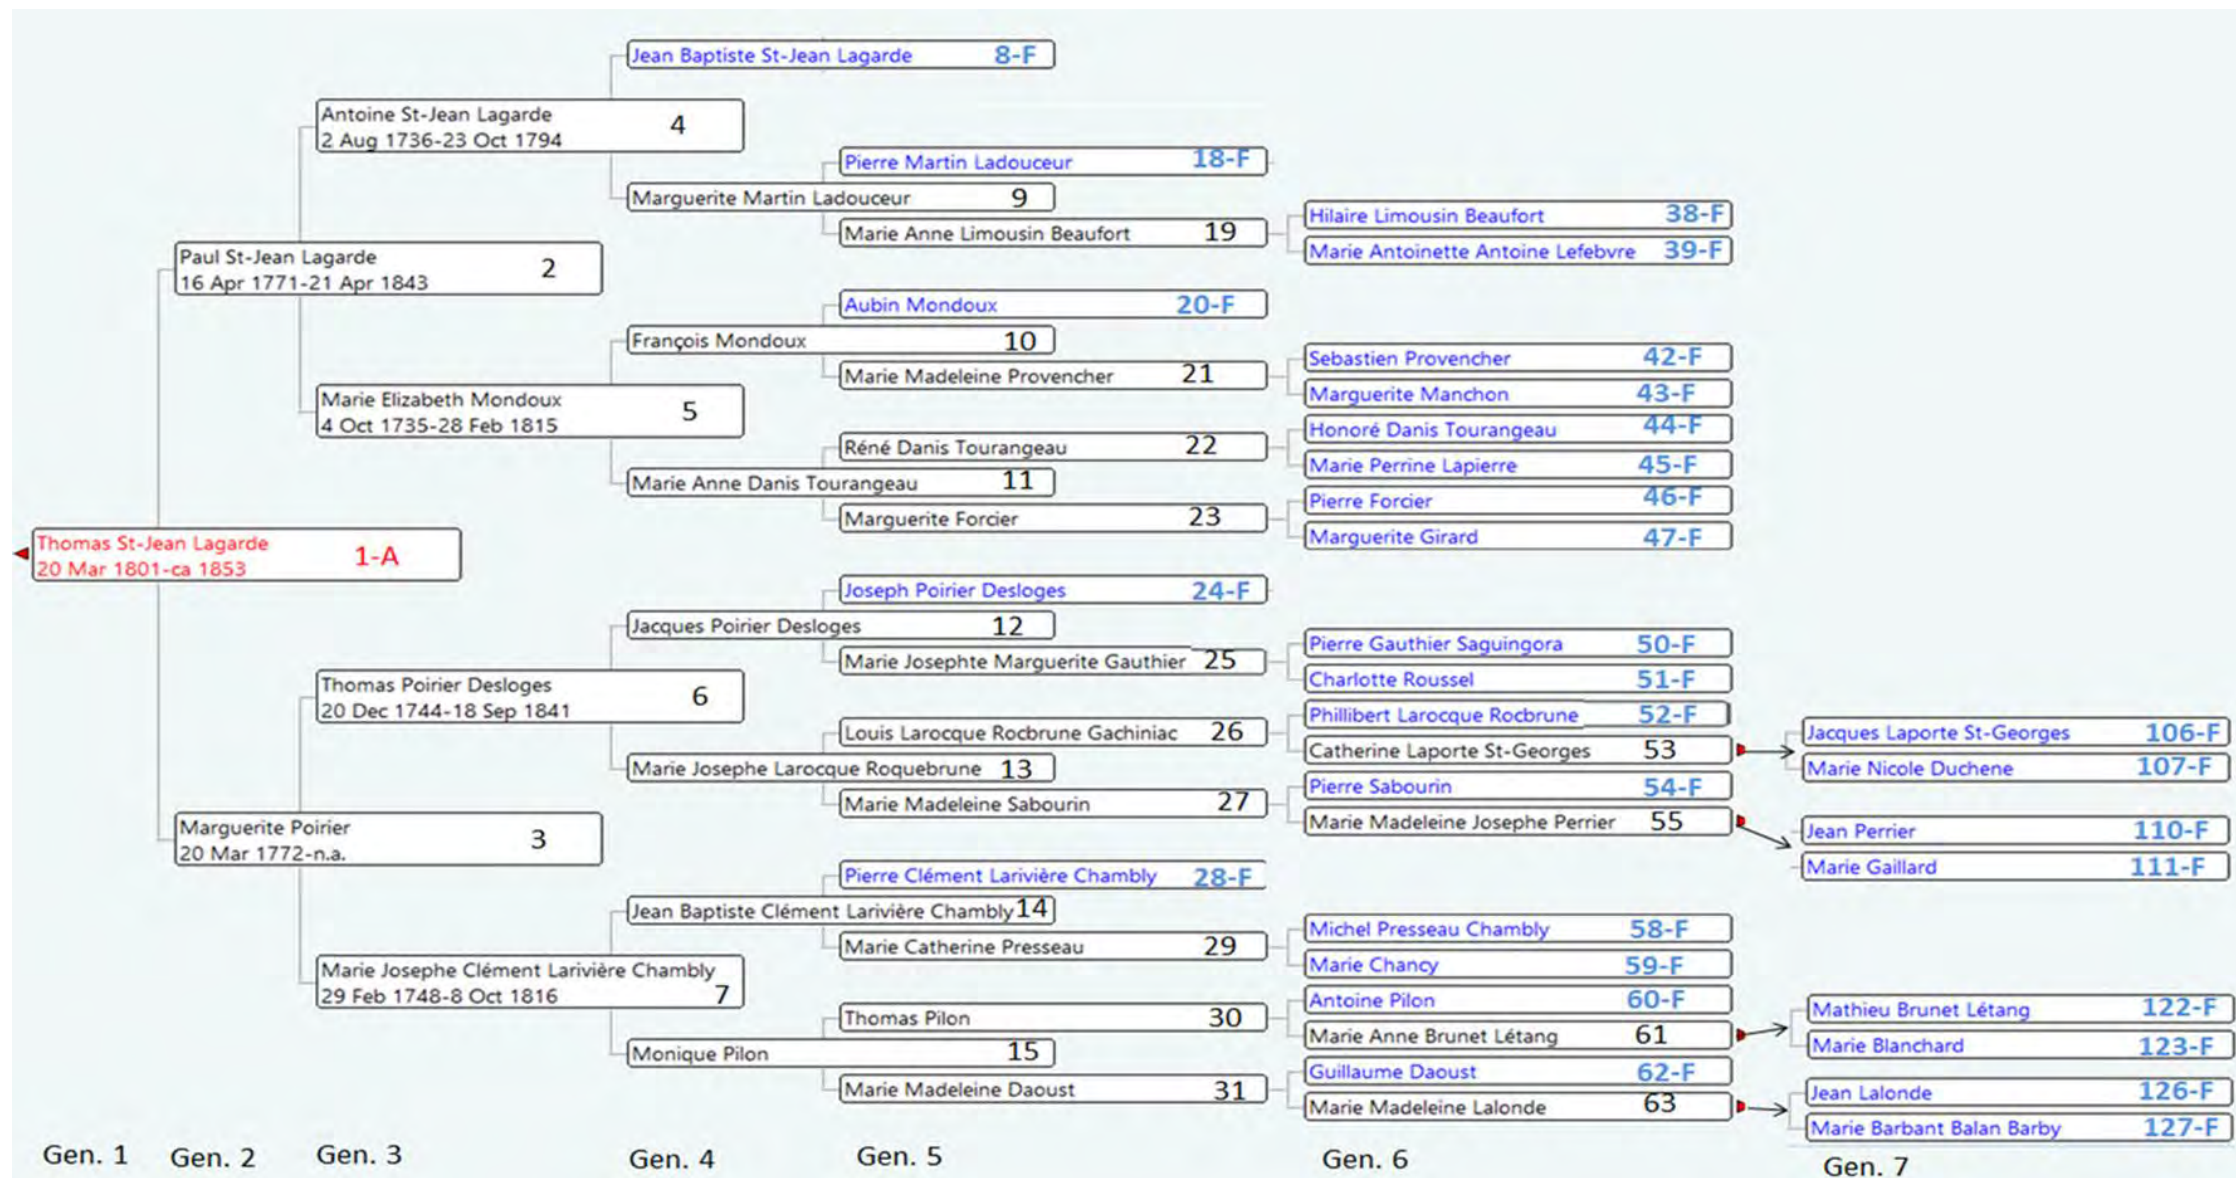 Jean Baptiste St-Jean Lagarde 8-F
Antoine St-Jean Lagarde
2 Aug 1736-23 Oct 1794 4
Pierre Martin Ladouceur 18-F
Marguerite Martin Ladouceur 9
Marie Anne Limousin Beaufort 19
Hilaire Limousin Beaufort 38-F
Marie Antoinette Antoine Lefebvre 39-F
Paul St-Jean Lagarde
16 Apr 1771-21 Apr 1843 2
Aubin Mondoux 20-F
François Mondoux 10
Marie Madeleine Provencher 21
Sebastien Provencher 42-F
Marguerite Manchon 43-F
Marie Elizabeth Mondoux
4 Oct 1735-28 Feb 1815 5
Réné Danis Tourangeau 22
Honoré Danis Tourangeau 44-F
Marie Perrine Lapierre 45-F
Marie Anne Danis Tourangeau 11
Marguerite Forcier 23
Pierre Forcier 46-F
Marguerite Girard 47-F
Thomas St-Jean Lagarde
20 Mar 1801-ca 1853 1-A
Joseph Poirier Desloges 24-F
Jacques Poirier Desloges 12
Marie Josephte Marguerite Gauthier 25
Pierre Gauthier Saguingora 50-F
Charlotte Roussel 51-F
Thomas Poirier Desloges
20 Dec 1744-18 Sep 1841 6
Louis Larocque Rocbrune Gachiniac 26
Phillibert Larocque Rocbrune 52-F
Catherine Laporte St-Georges 53
Jacques Laporte St-Georges 106-F
Marie Nicole Duchene 107-F
Marie Josephe Larocque Roquebrune 13
Marie Madeleine Sabourin 27
Pierre Sabourin 54-F
Marie Madeleine Josephe Perrier 55
Jean Perrier 110-F
Marie Gaillard 111-F
Marguerite Poirier
20 Mar 1772-n.a. 3
Pierre Clément Larivière Chambly 28-F
Jean Baptiste Clément Larivière Chambly 14
Marie Catherine Presseau 29
Michel Presseau Chambly 58-F
Marie Chancy 59-F
Marie Josephe Clément Larivière Chambly
29 Feb 1748-8 Oct 1816 7
Thomas Pilon 30
Antoine Pilon 60-F
Marie Anne Brunet Létang 61
Mathieu Brunet Létang 122-F
Marie Blanchard 123-F
Monique Pilon 15
Marie Madeleine Daoust 31
Guillaume Daoust 62-F
Marie Madeleine Lalonde 63
Jean Lalonde 126-F
Marie Barbant Balan Barby 127-F
Gen. 1 Gen. 2 Gen. 3 Gen. 4 Gen. 5 Gen. 6 Gen. 7